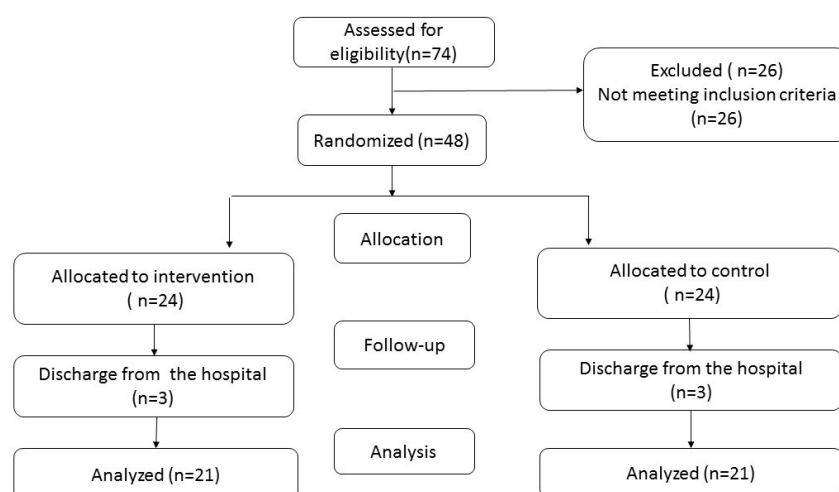 Assessed for
eligibility(n=74)
Excluded ( n=26)
Not meeting inclusion criteria
(n=26)
Randomized (n=48)
Allocation
Allocated to intervention
( n=24)
Allocated to control
( n=24)
Follow-up
Discharge from  the hospital
(n=3)
Discharge from the hospital
(n=3)
Analysis
Analyzed (n=21)
Analyzed (n=21)